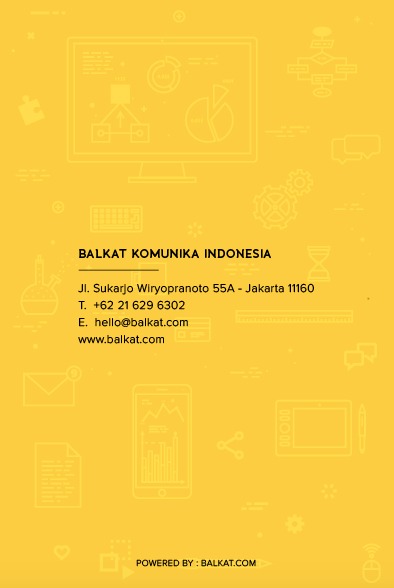 BALKAT KOMUNIKA INDONESIA
Jl. Sukarjo Wiryopranoto 55A - Jakarta 11160
T. +62 21 629 6302
E. hello@balkat.com
www.balkat.com
POWERED BY : BALKAT.COM